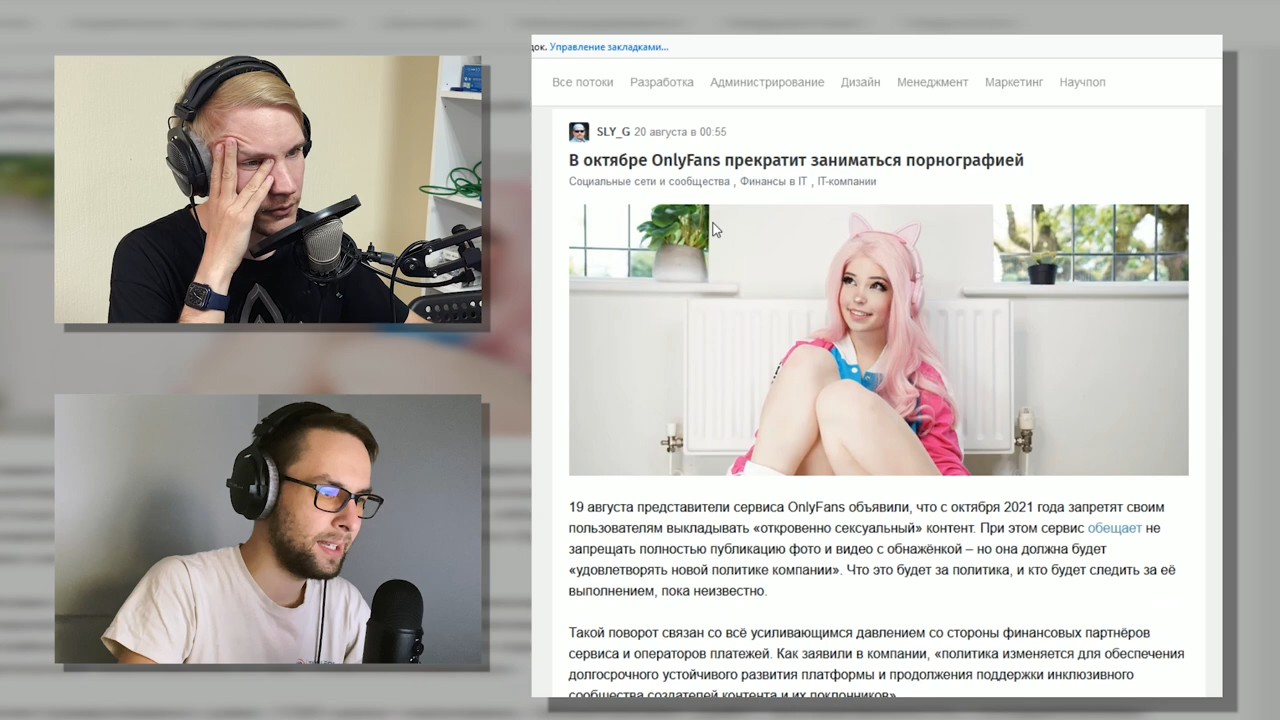 док. Управление закладками...
Все потоки Разработка Администрирование Дизайн Менеджмент Маркетинг Научпоп
SLY_G 20 августа в 00:55
В октябре OnlyFans прекратит заниматься порнографией
Социальные сети и сообщества , Финансы в IT , IT-компании
19 августа представители сервиса OnlyFans объявили, что с октября 2021 года запретят своим
пользователям выкладывать «откровенно сексуальный» контент. При этом сервис обещает не
запрещать полностью публикацию фото и видео с обнажёнкой – но она должна будет
«удовлетворять новой политике компании». Что это будет за политика, и кто будет следить за её
выполнением, пока неизвестно.
Такой поворот связан со всё усиливающимся давлением со стороны финансовых партнёров
сервиса и операторов платежей. Как заявили в компании, «политика изменяется для обеспечения
долгосрочного устойчивого развития платформы и продолжения поддержки инклюзивного
сообщества создателей контента и их поклонников»